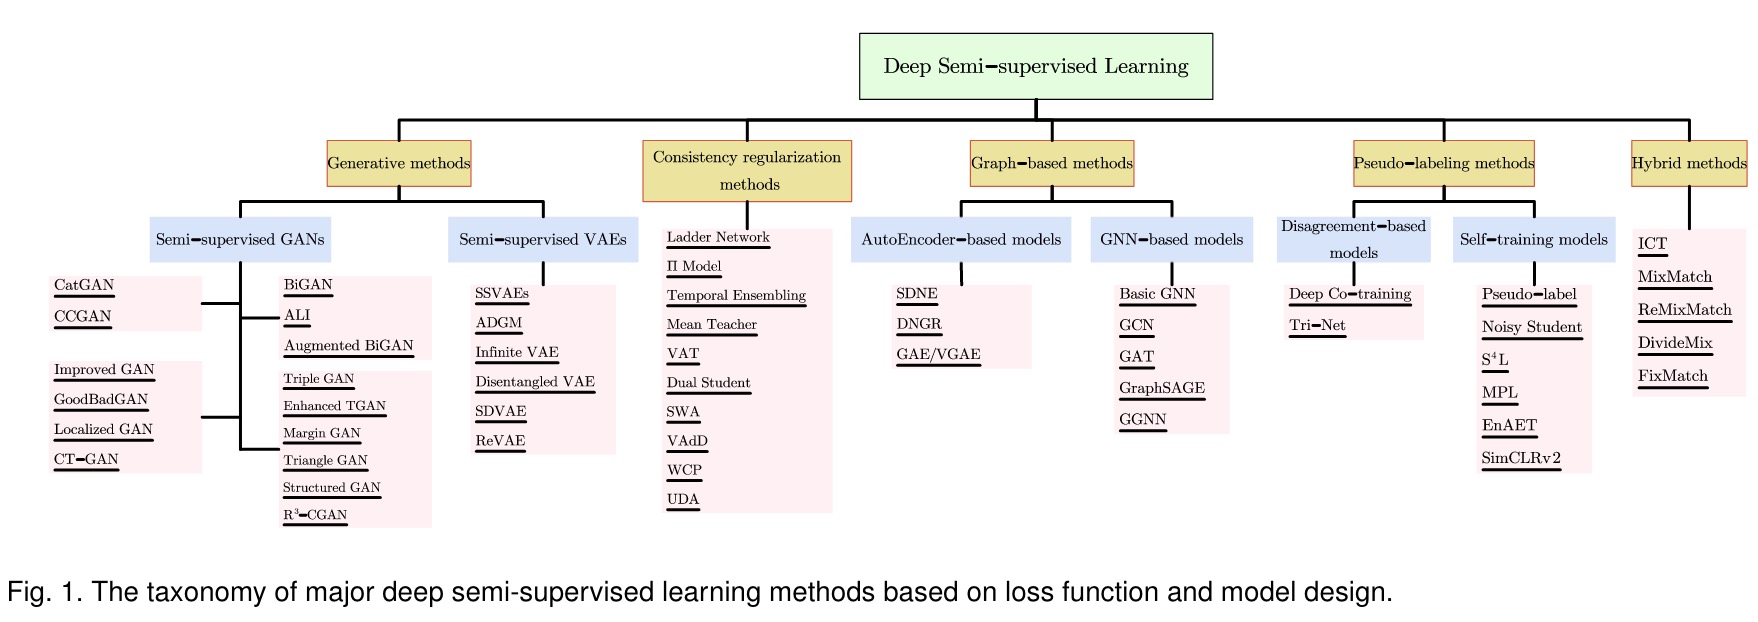 Deep Semi-supervised Learning
Generative methods
Consistency regularization
methods
Graph-based methods
Pseudo-labeling methods
Hybrid methods
Semi-supervised GANs
Semi-supervised VAEs
AutoEncoder-based models
GNN-based models
Disagreement-based
models
Self-training models
CatGAN
CCGAN
Improved GAN
GoodBadGAN
Localized GAN
CT-GAN
BiGAN
ALI
Augmented BiGAN
Triple GAN
Enhanced TGAN
Margin GAN
Triangle GAN
Structured GAN
R³-CGAN
SSVAEs
ADGM
Infinite VAE
Disentangled VAE
SDVAE
ReVAE
Ladder Network
Π Model
Temporal Ensembling
Mean Teacher
VAT
Dual Student
SWA
VAdD
WCP
UDA
SDNE
DNGR
GAE/VGAE
Basic GNN
GCN
GAT
GraphSAGE
GGNN
Deep Co-training
Tri-Net
Pseudo-label
Noisy Student
S⁴L
MPL
EnAET
SimCLRv2
ICT
MixMatch
ReMixMatch
DivideMix
FixMatch
Fig. 1. The taxonomy of major deep semi-supervised learning methods based on loss function and model design.